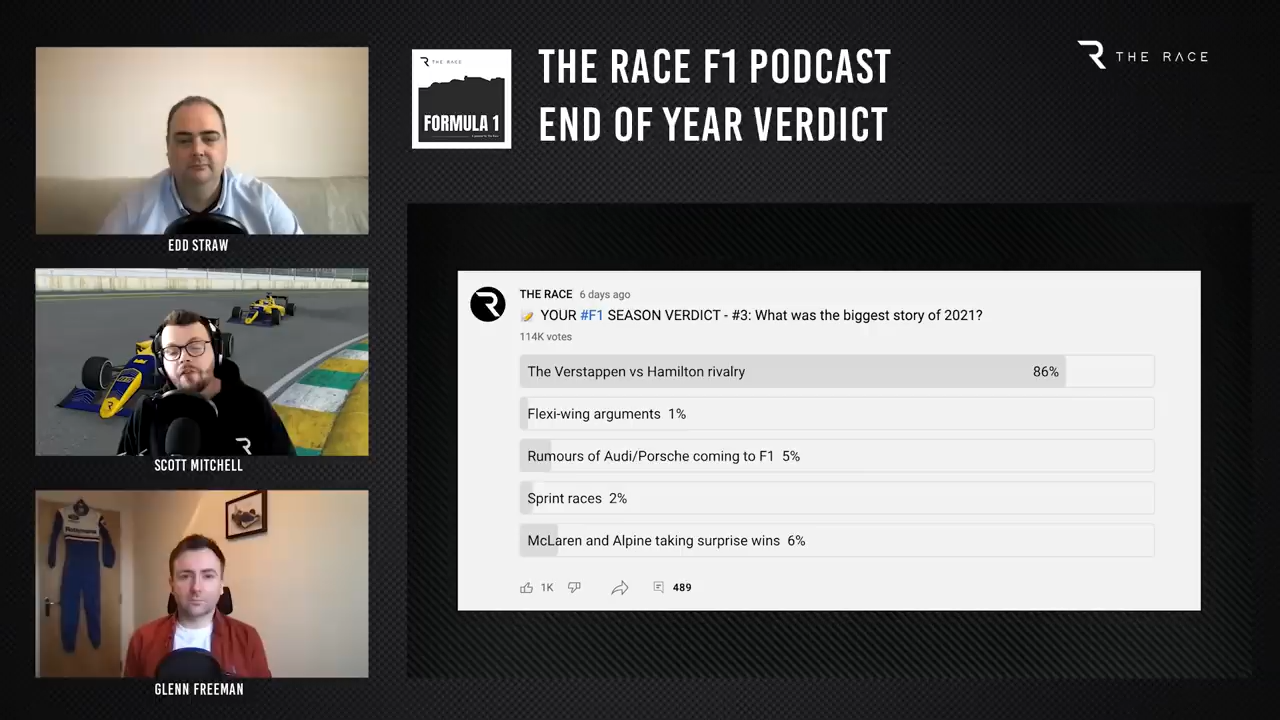 THE RACE F1 PODCAST
END OF YEAR VERDICT
THE RACE
THE RACE
FORMULA 1
EDD STRAW
SCOTT MITCHELL
Rothmans
GLENN FREEMAN
THE RACE 6 days ago
YOUR #F1 SEASON VERDICT - #3: What was the biggest story of 2021?
114K votes
The Verstappen vs Hamilton rivalry 86%
Flexi-wing arguments 1%
Rumours of Audi/Porsche coming to F1 5%
Sprint races 2%
McLaren and Alpine taking surprise wins 6%
1K
489